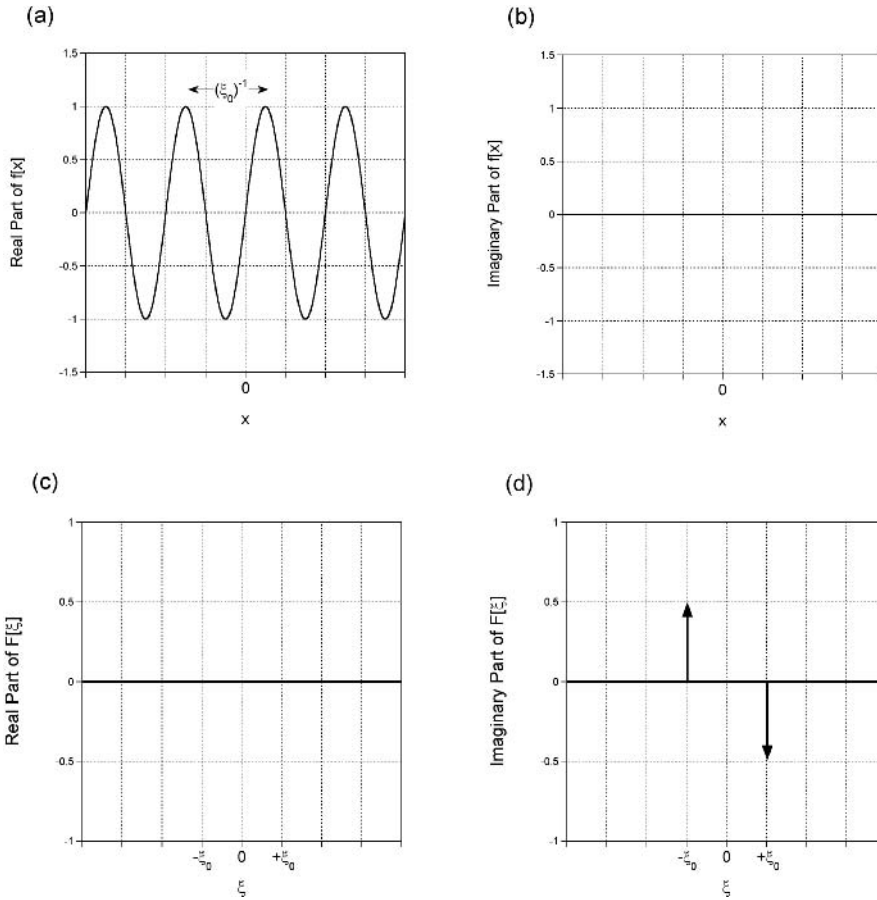 (a)
Real Part of f[x]
1.5
1
0.5
0
-0.5
-1
-1.5
(ξ₀)⁻¹
0
x
(b)
Imaginary Part of f[x]
1.5
1
0.5
0
-0.5
-1
-1.5
0
x
(c)
Real Part of F[ξ]
1
0.5
0
-0.5
-1
-ξ₀ 0 +ξ₀
ξ
(d)
Imaginary Part of F[ξ]
1
0.5
0
-0.5
-1
-ξ₀ 0 +ξ₀
ξ